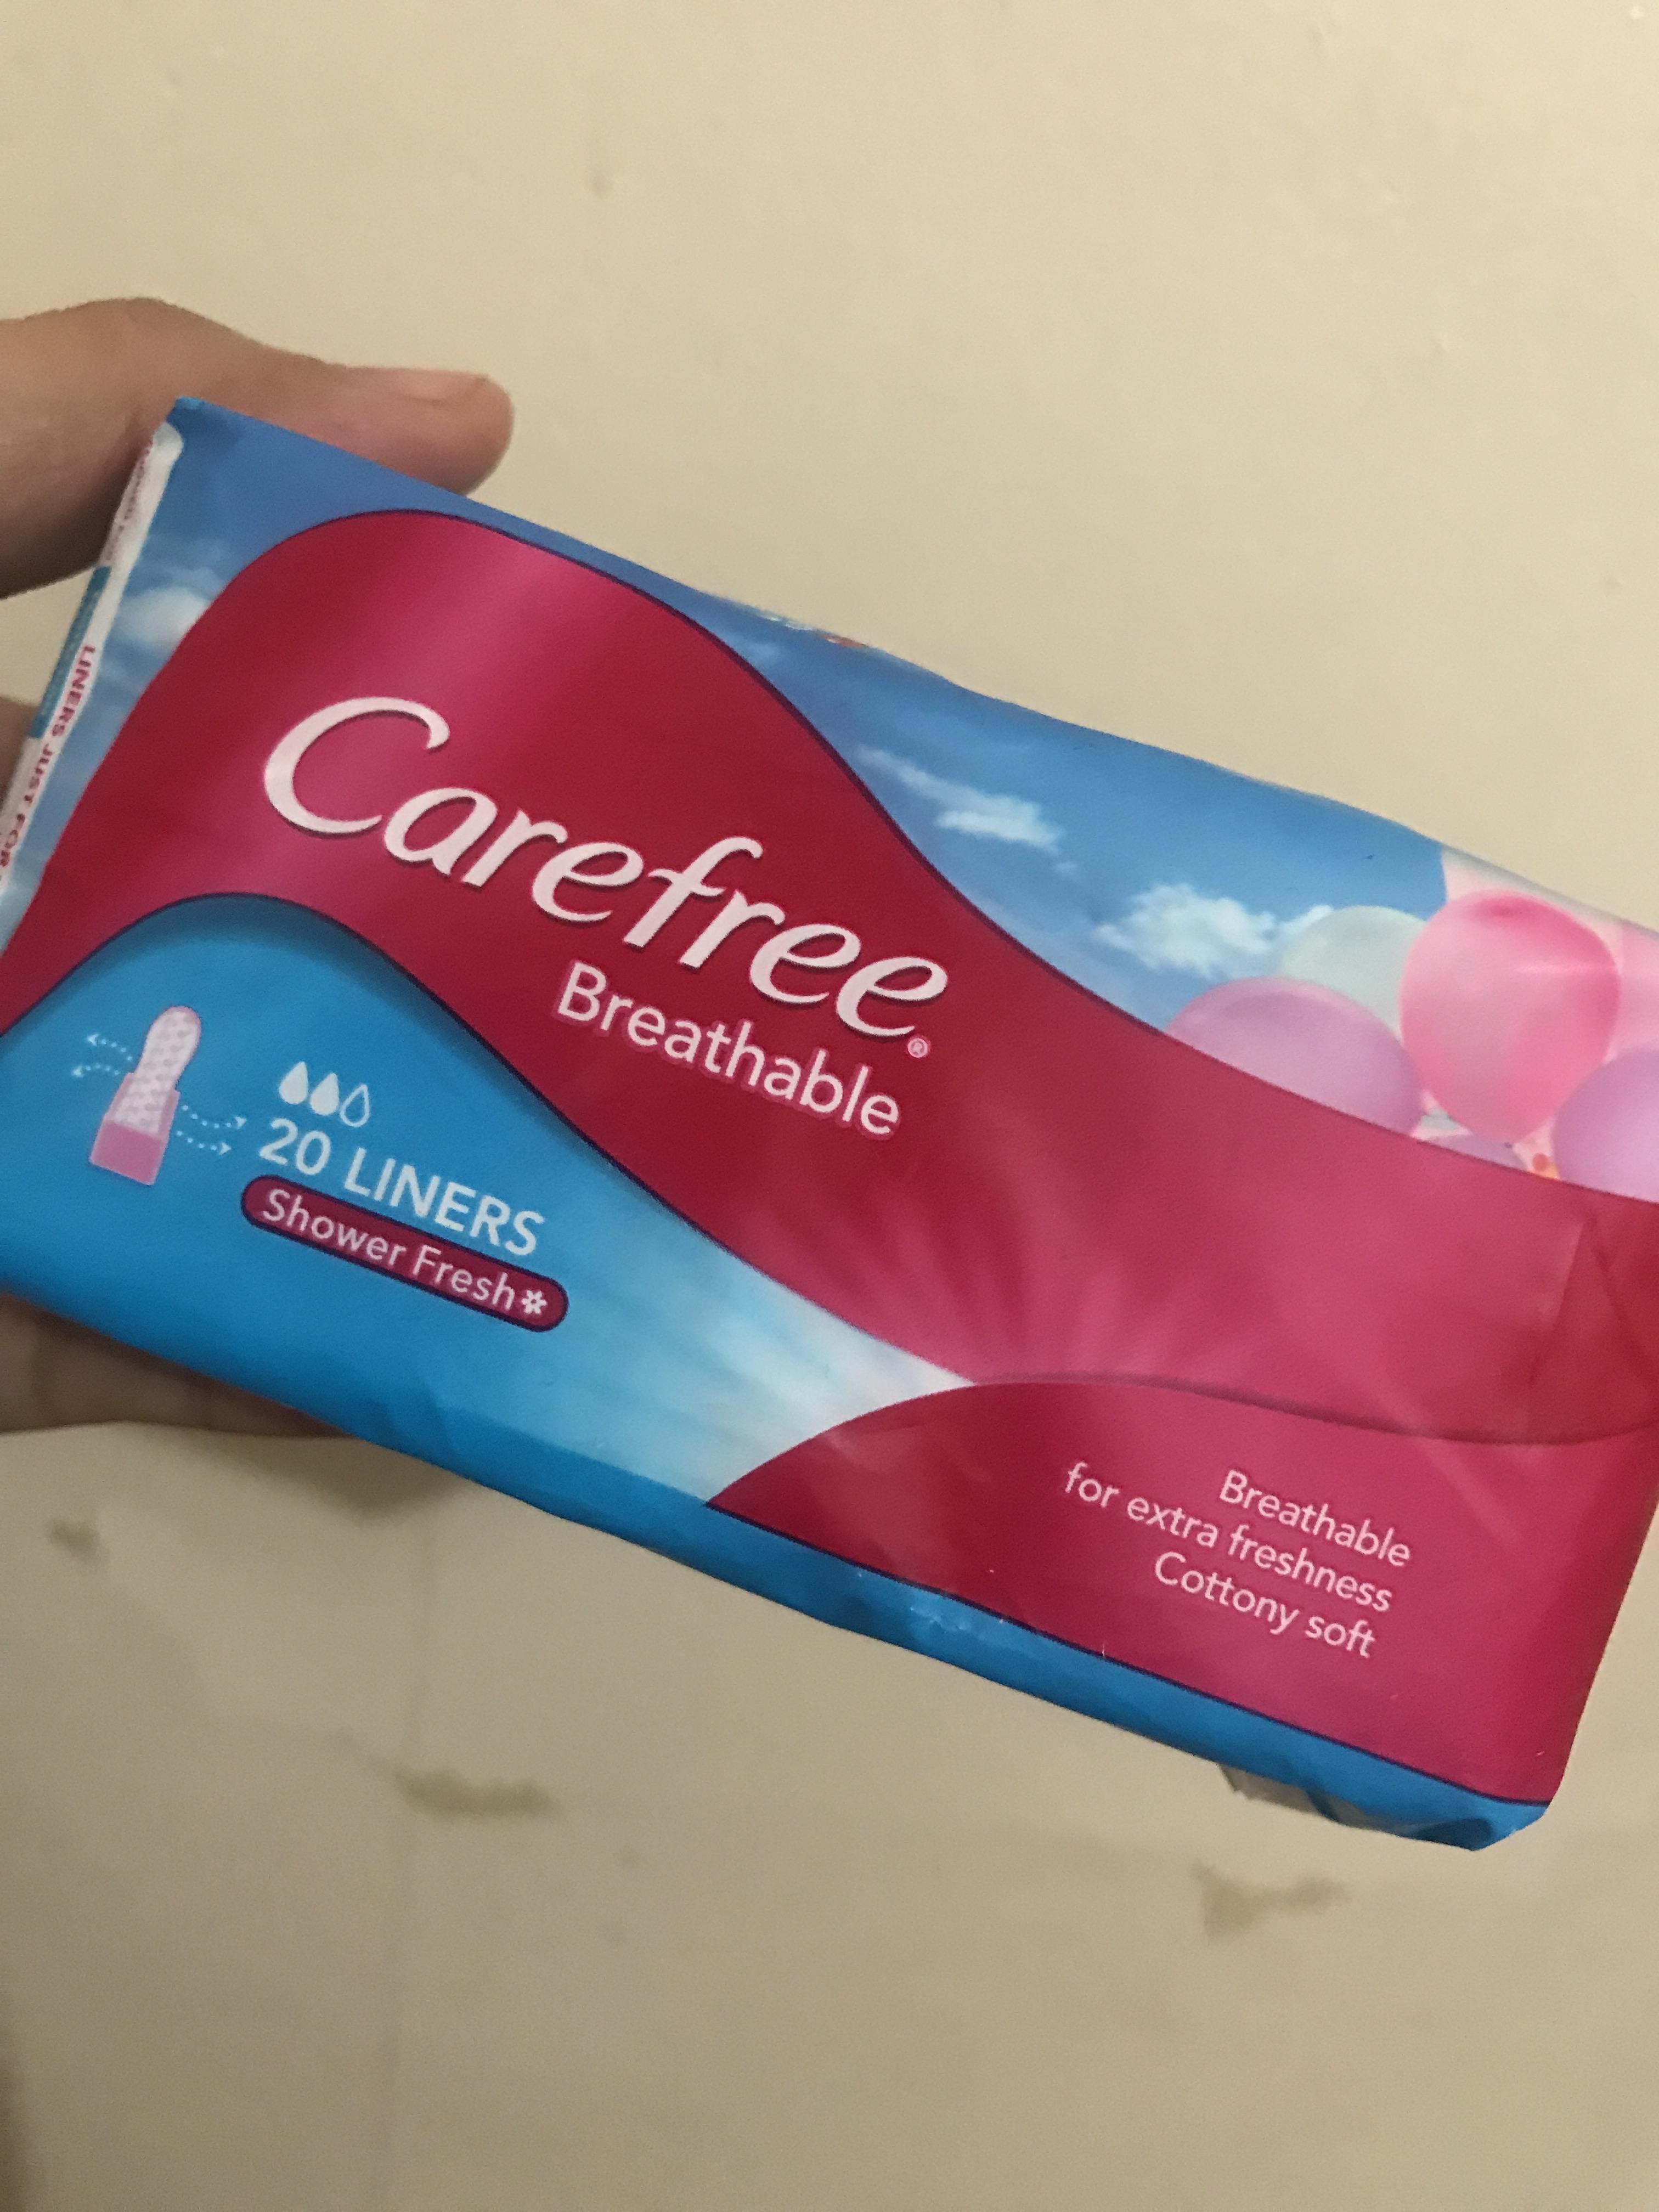 LINERS JUST FOR
Carefree®
Breathable
20 LINERS
Shower Fresh
Breathable
for extra freshness
Cottony soft